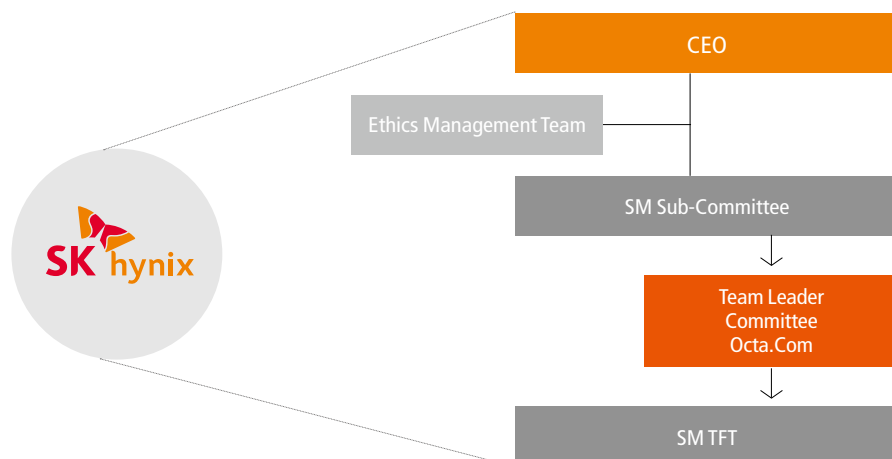 CEO
Ethics Management Team
SM Sub-Committee
SK hynix
Team Leader
Committee
Octa.Com
SM TFT